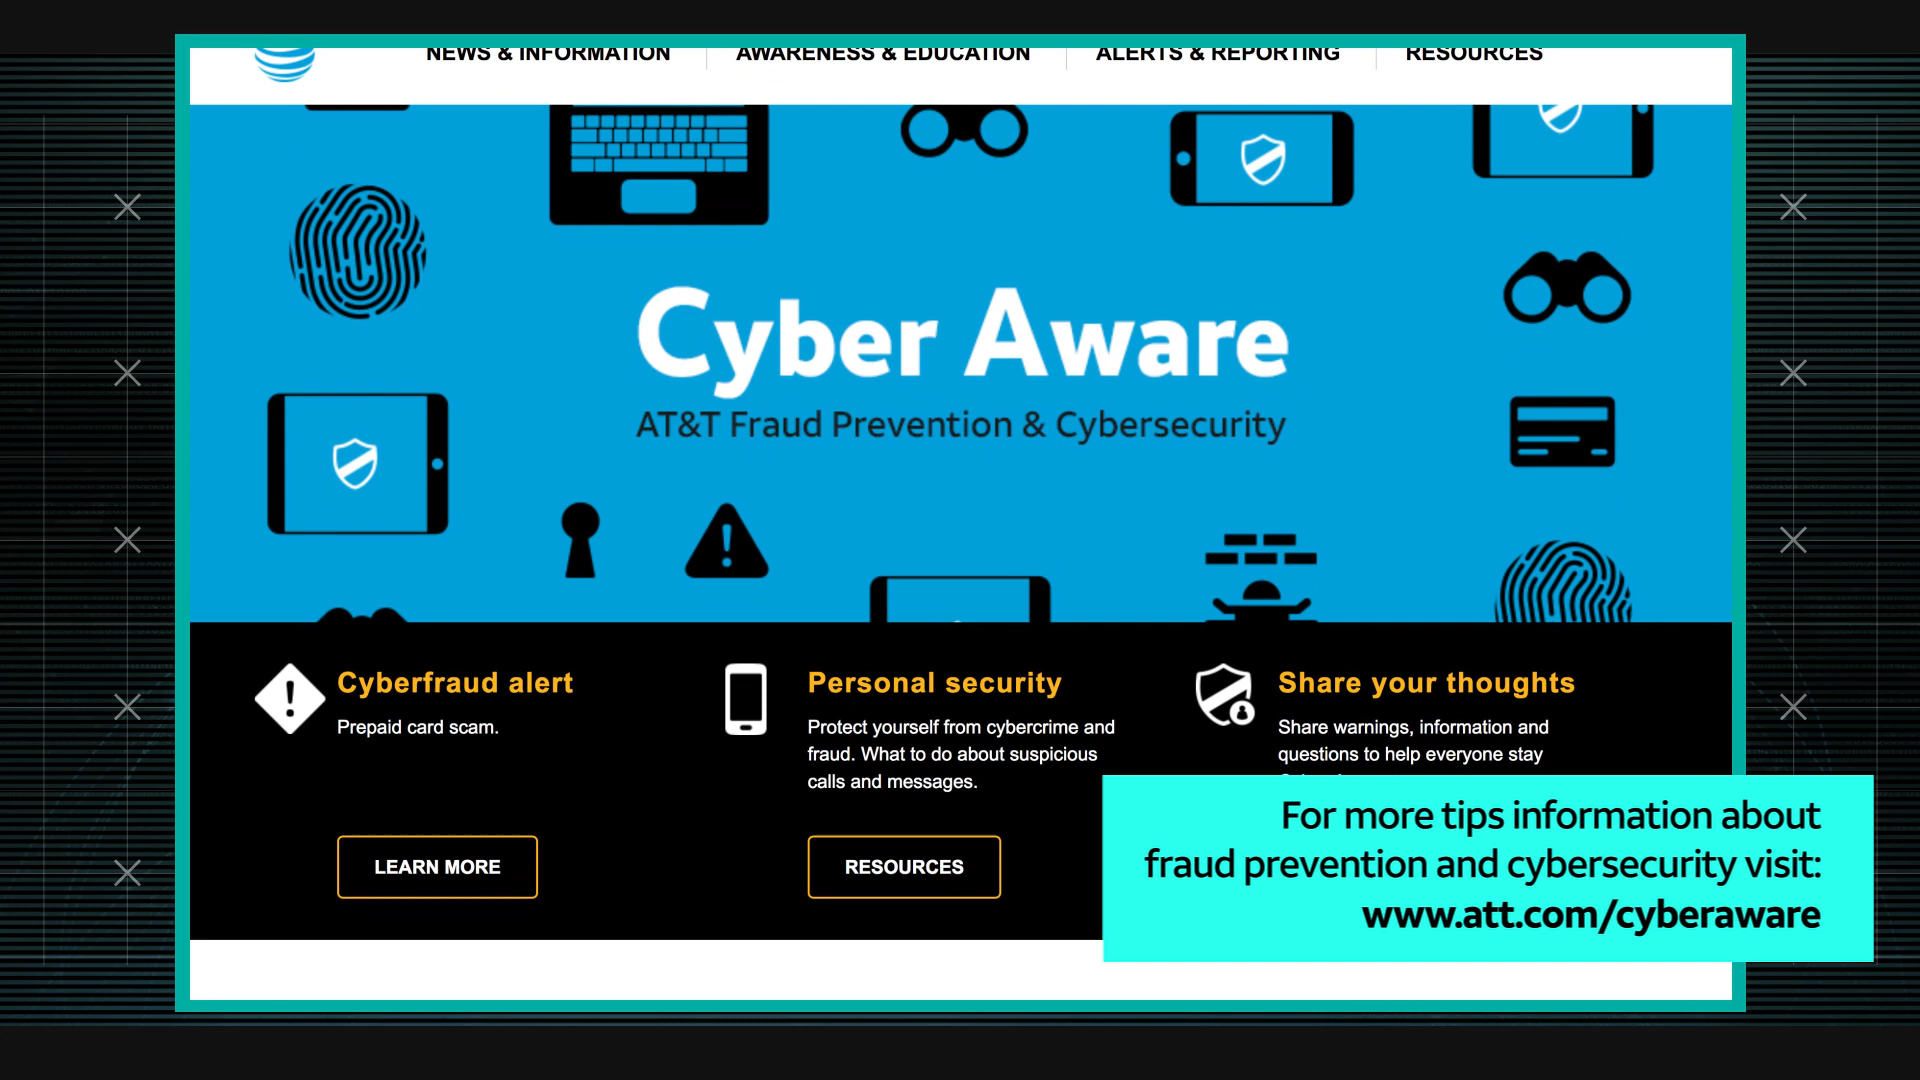 NEWS & INFORMATION
AWARENESS & EDUCATION
ALERTS & REPORTING
RESOURCES
Cyber Aware
AT&T Fraud Prevention & Cybersecurity
Cyberfraud alert
Prepaid card scam.
LEARN MORE
Personal security
Protect yourself from cybercrime and
fraud. What to do about suspicious
calls and messages.
RESOURCES
Share your thoughts
Share warnings, information and
questions to help everyone stay
For more tips information about
fraud prevention and cybersecurity visit:
www.att.com/cyberaware